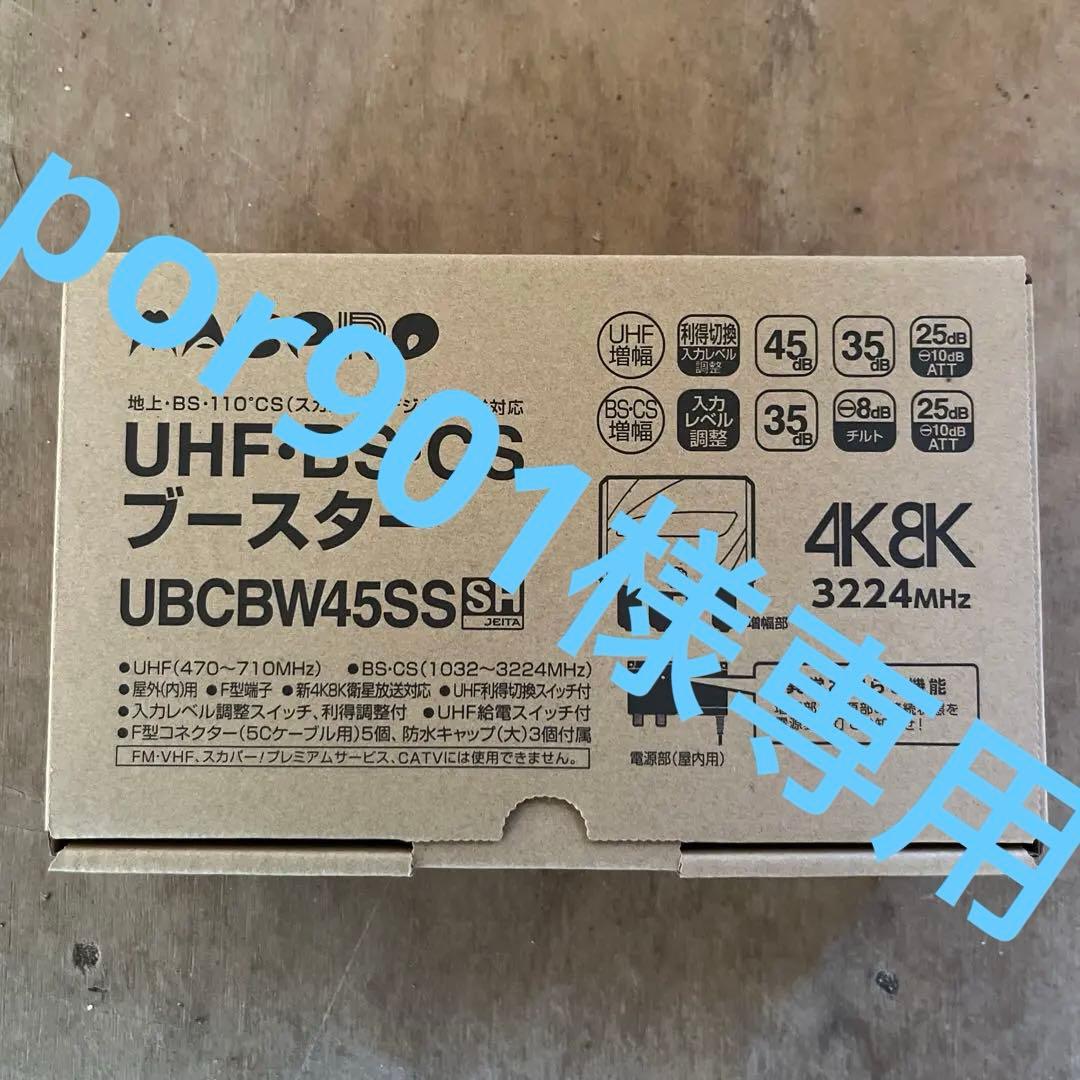 por901様専用
地上・BS・110°CS
対応
UHF・BS・CS
ブースター
UBCBW45SS SH
JEITA
UHF
増幅
利得切換
入力レベル
調整
45dB
35dB
25dB
⊖10dB
ATT
BS・CS
増幅
入力
レベル
調整
35dB
⊖8dB
チルト
25dB
⊖10dB
ATT
4K8K
3224MHz
増幅部
●UHF(470〜710MHz) ●BS・CS(1032〜3224MHz)
●屋外(内)用 ●F型端子 ●新4K8K衛星放送対応 ●UHF利得切換スイッチ付
●入力レベル調整スイッチ、利得調整付 ●UHF給電スイッチ付
●F型コネクター(5Cケーブル用)5個、防水キャップ(大)3個付属
FM・VHF、スカパー!プレミアムサービス、CATVには使用できません。
機能
電源部(屋内用)